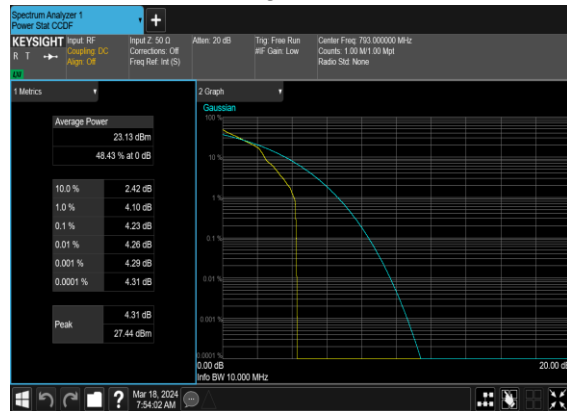 Spectrum Analyzer 1
Power Stat CCDF
+
KEYSIGHT
R T
LW
Input: RF
Coupling: DC
Align: Off
Input Z: 50 Ω
Corrections: Off
Freq Ref: Int (S)
Atten: 20 dB
Trig: Free Run
#IF Gain: Low
Center Freq: 793.000000 MHz
Counts: 1.00 M/1.00 Mpt
Radio Std: None
1 Metrics
Average Power
23.13 dBm
48.43 % at 0 dB
10.0 % 2.42 dB
1.0 % 4.10 dB
0.1 % 4.23 dB
0.01 % 4.26 dB
0.001 % 4.29 dB
0.0001 % 4.31 dB
Peak
4.31 dB
27.44 dBm
2 Graph
Gaussian
100 %
10 %
1 %
0.1 %
0.01 %
0.001 %
0.0001 %
0.00 dB
20.00 dB
Info BW 10.000 MHz
?
Mar 18, 2024
7:54:02 AM